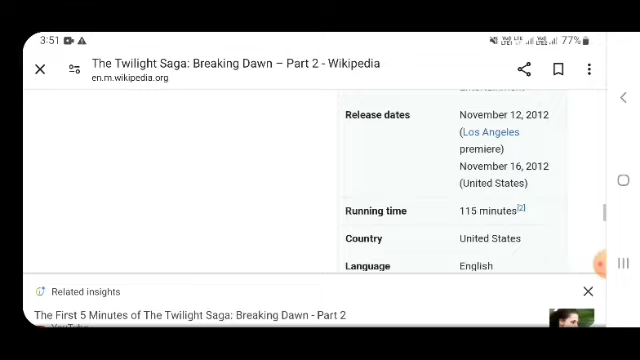 3:51 77%
The Twilight Saga: Breaking Dawn – Part 2 - Wikipedia
en.m.wikipedia.org
Release dates November 12, 2012
(Los Angeles
premiere)
November 16, 2012
(United States)
Running time 115 minutes[2]
Country United States
Language English
Related insights
The First 5 Minutes of The Twilight Saga: Breaking Dawn - Part 2
YouTube